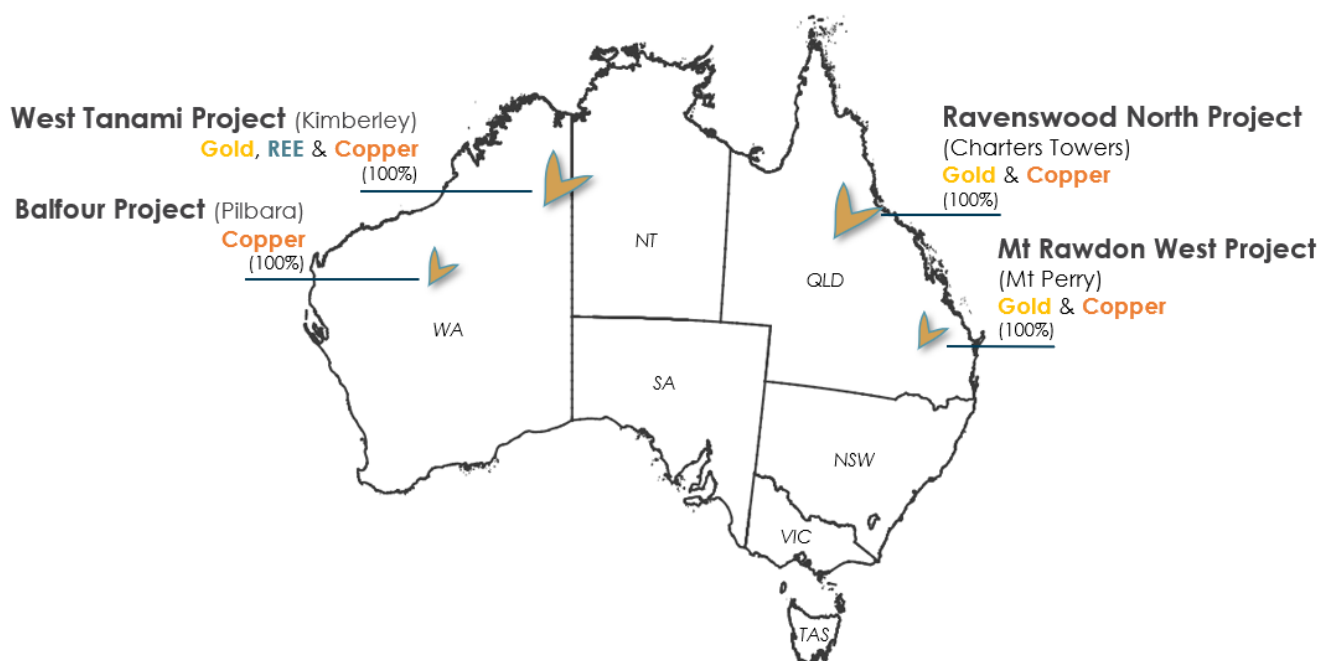 West Tanami Project (Kimberley)
Gold, REE & Copper
(100%)
Balfour Project (Pilbara)
Copper
(100%)
Ravenswood North Project
(Charters Towers)
Gold & Copper
(100%)
Mt Rawdon West Project
(Mt Perry)
Gold & Copper
(100%)
NT
QLD
WA
SA
NSW
VIC
TAS